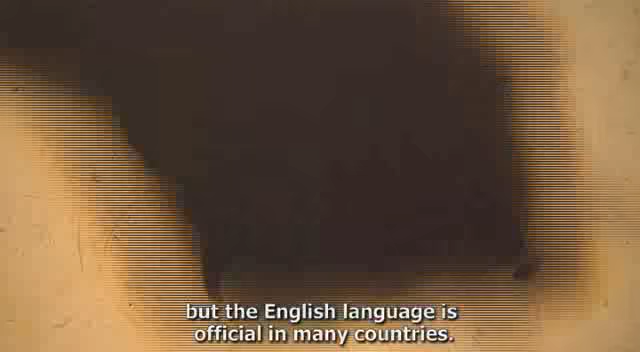 but the English language is
official in many countries.